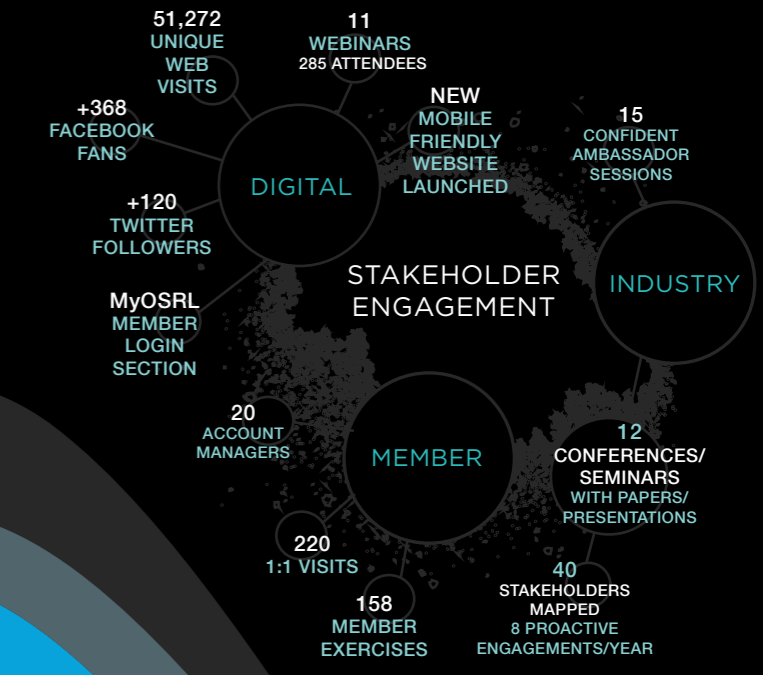 51,272
UNIQUE
WEB
VISITS
11
WEBINARS
285 ATTENDEES
+368
FACEBOOK
FANS
NEW
MOBILE
FRIENDLY
WEBSITE
LAUNCHED
15
CONFIDENT
AMBASSADOR
SESSIONS
DIGITAL
+120
TWITTER
FOLLOWERS
STAKEHOLDER
ENGAGEMENT
INDUSTRY
MyOSRL
MEMBER
LOGIN
SECTION
20
ACCOUNT
MANAGERS
MEMBER
12
CONFERENCES/
SEMINARS
WITH PAPERS/
PRESENTATIONS
220
1:1 VISITS
158
MEMBER
EXERCISES
40
STAKEHOLDERS
MAPPED
8 PROACTIVE
ENGAGEMENTS/YEAR